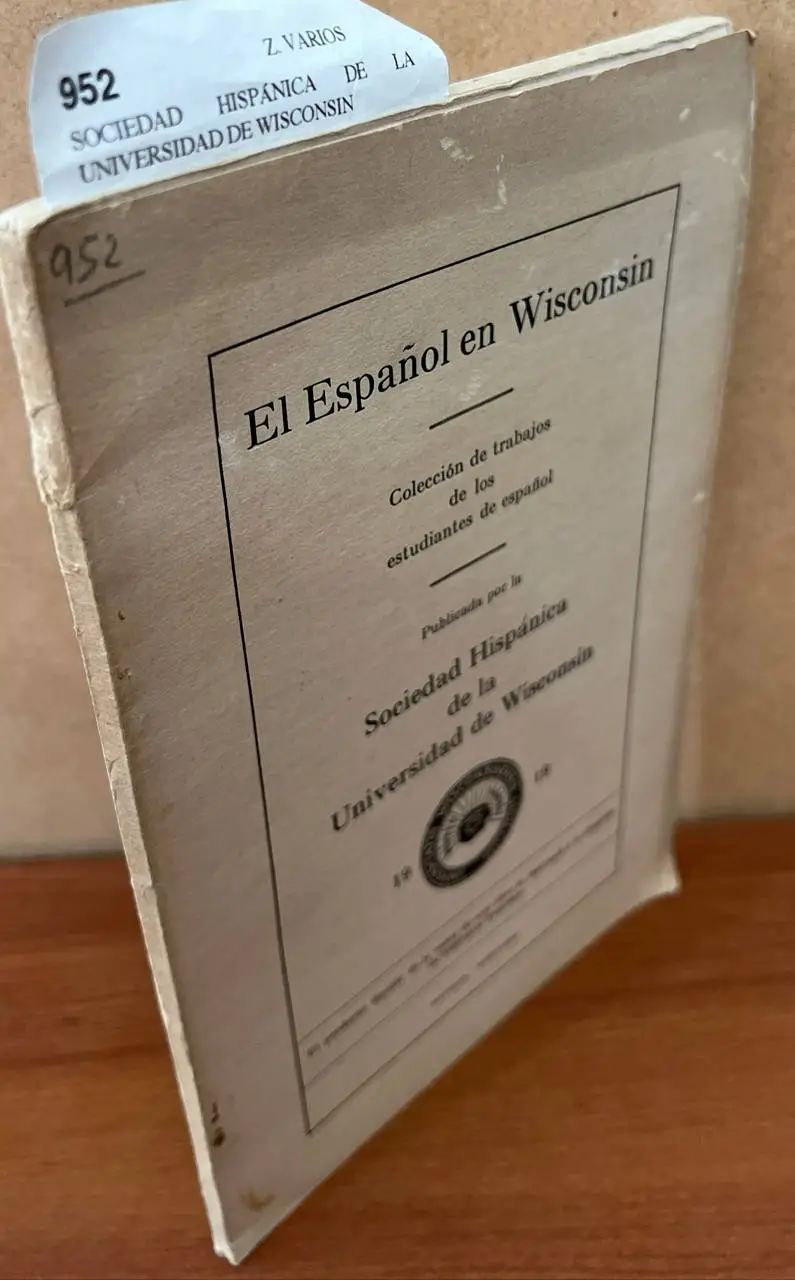 Z. VARIOS
952
SOCIEDAD HISPÁNICA DE LA
UNIVERSIDAD DE WISCONSIN
952
El Español en Wisconsin
Colección de trabajos
de los
estudiantes de español
Publicada por la
Sociedad Hispánica
de la
Universidad de Wisconsin
19 18